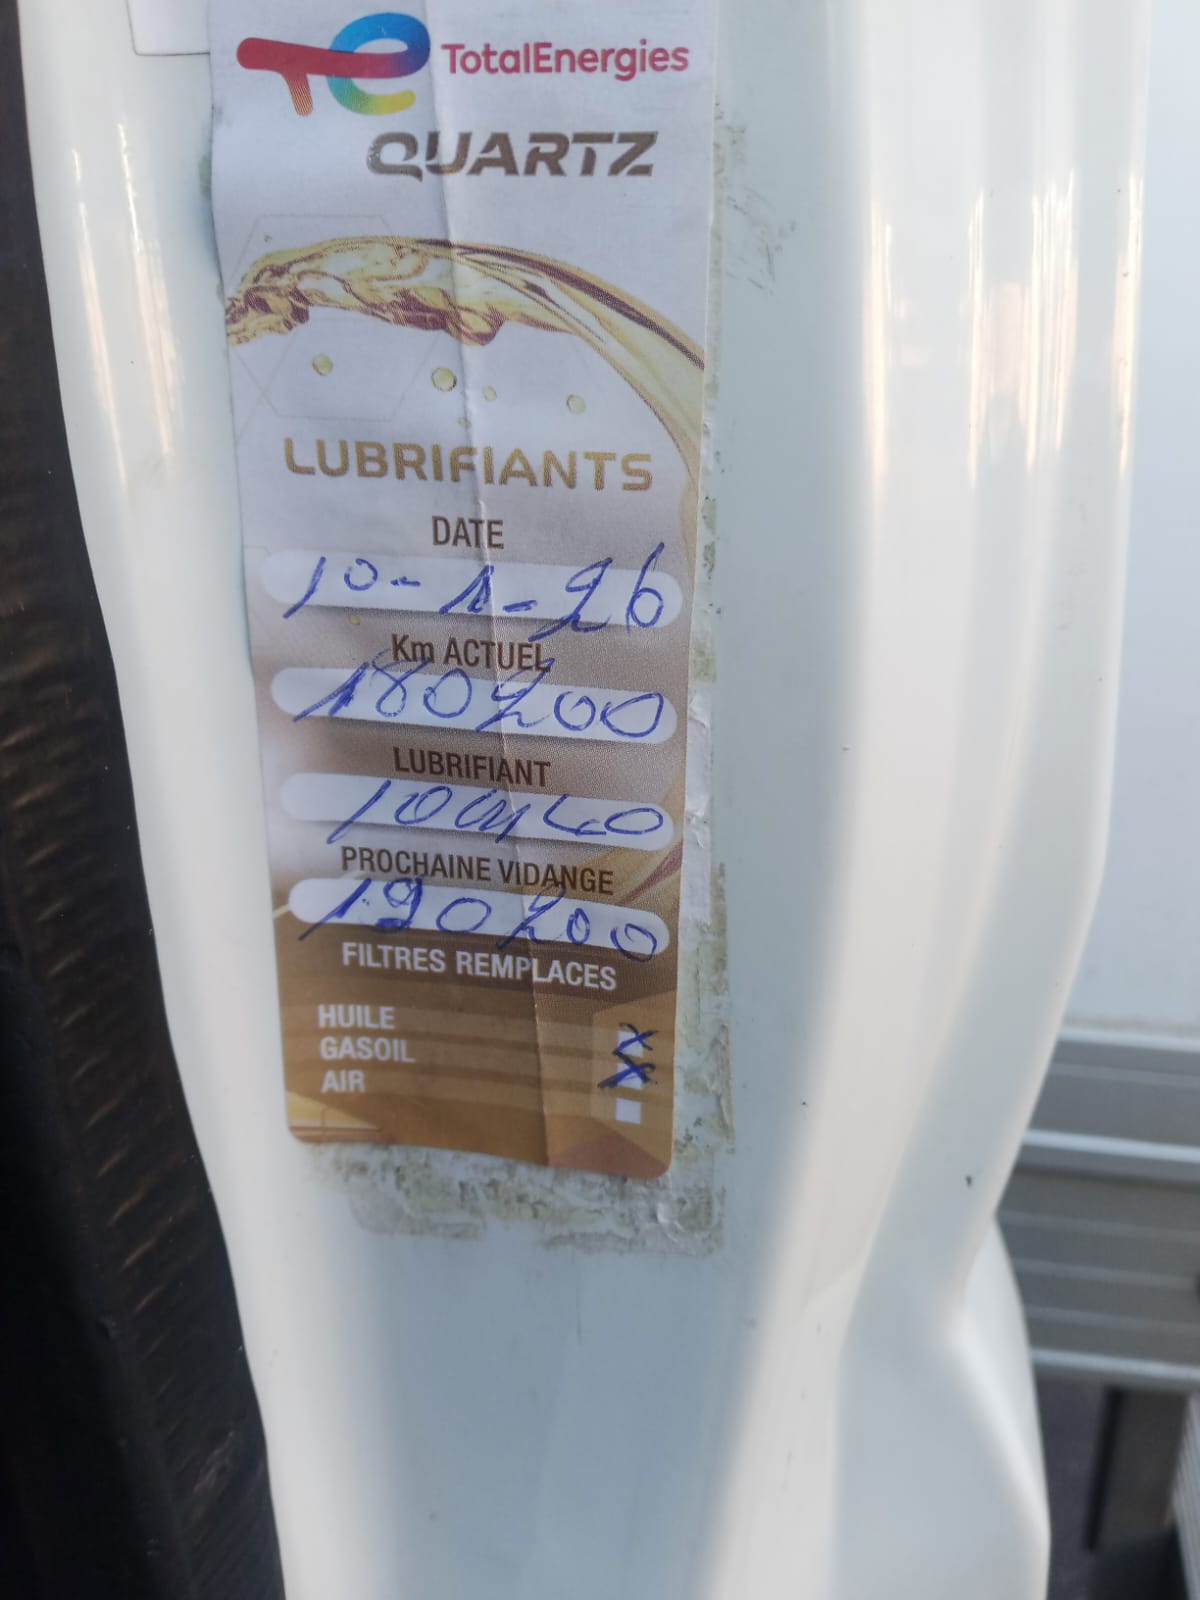 TotalEnergies
QUARTZ
LUBRIFIANTS
DATE
10-1-26
Km ACTUEL
180200
LUBRIFIANT
10W40
PROCHAINE VIDANGE
190200
FILTRES REMPLACES
HUILE X
GASOIL X
AIR